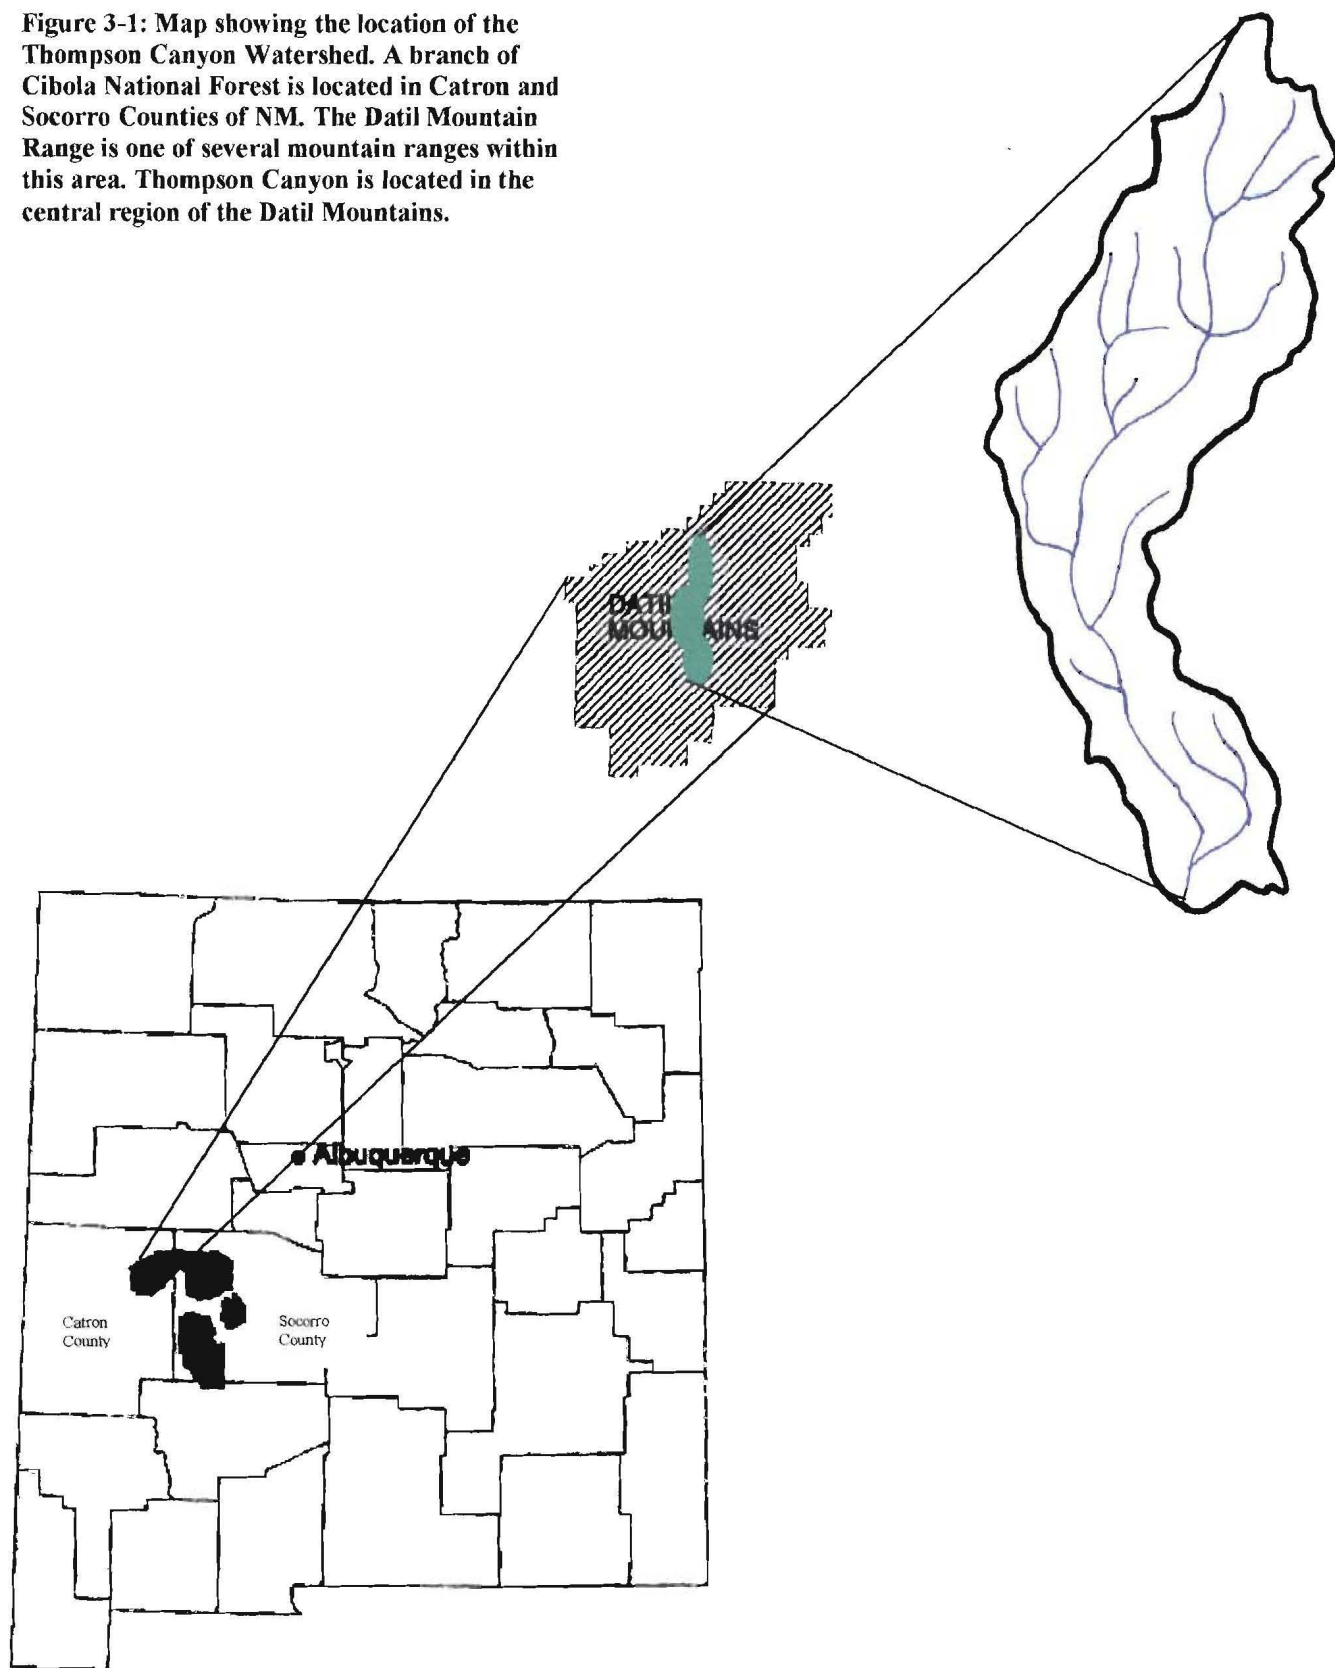 Figure 3-1: Map showing the location of the
Thompson Canyon Watershed. A branch of
Cibola National Forest is located in Catron and
Socorro Counties of NM. The Datil Mountain
Range is one of several mountain ranges within
this area. Thompson Canyon is located in the
central region of the Datil Mountains.
Albuquerque
Catron
County
Socorro
County